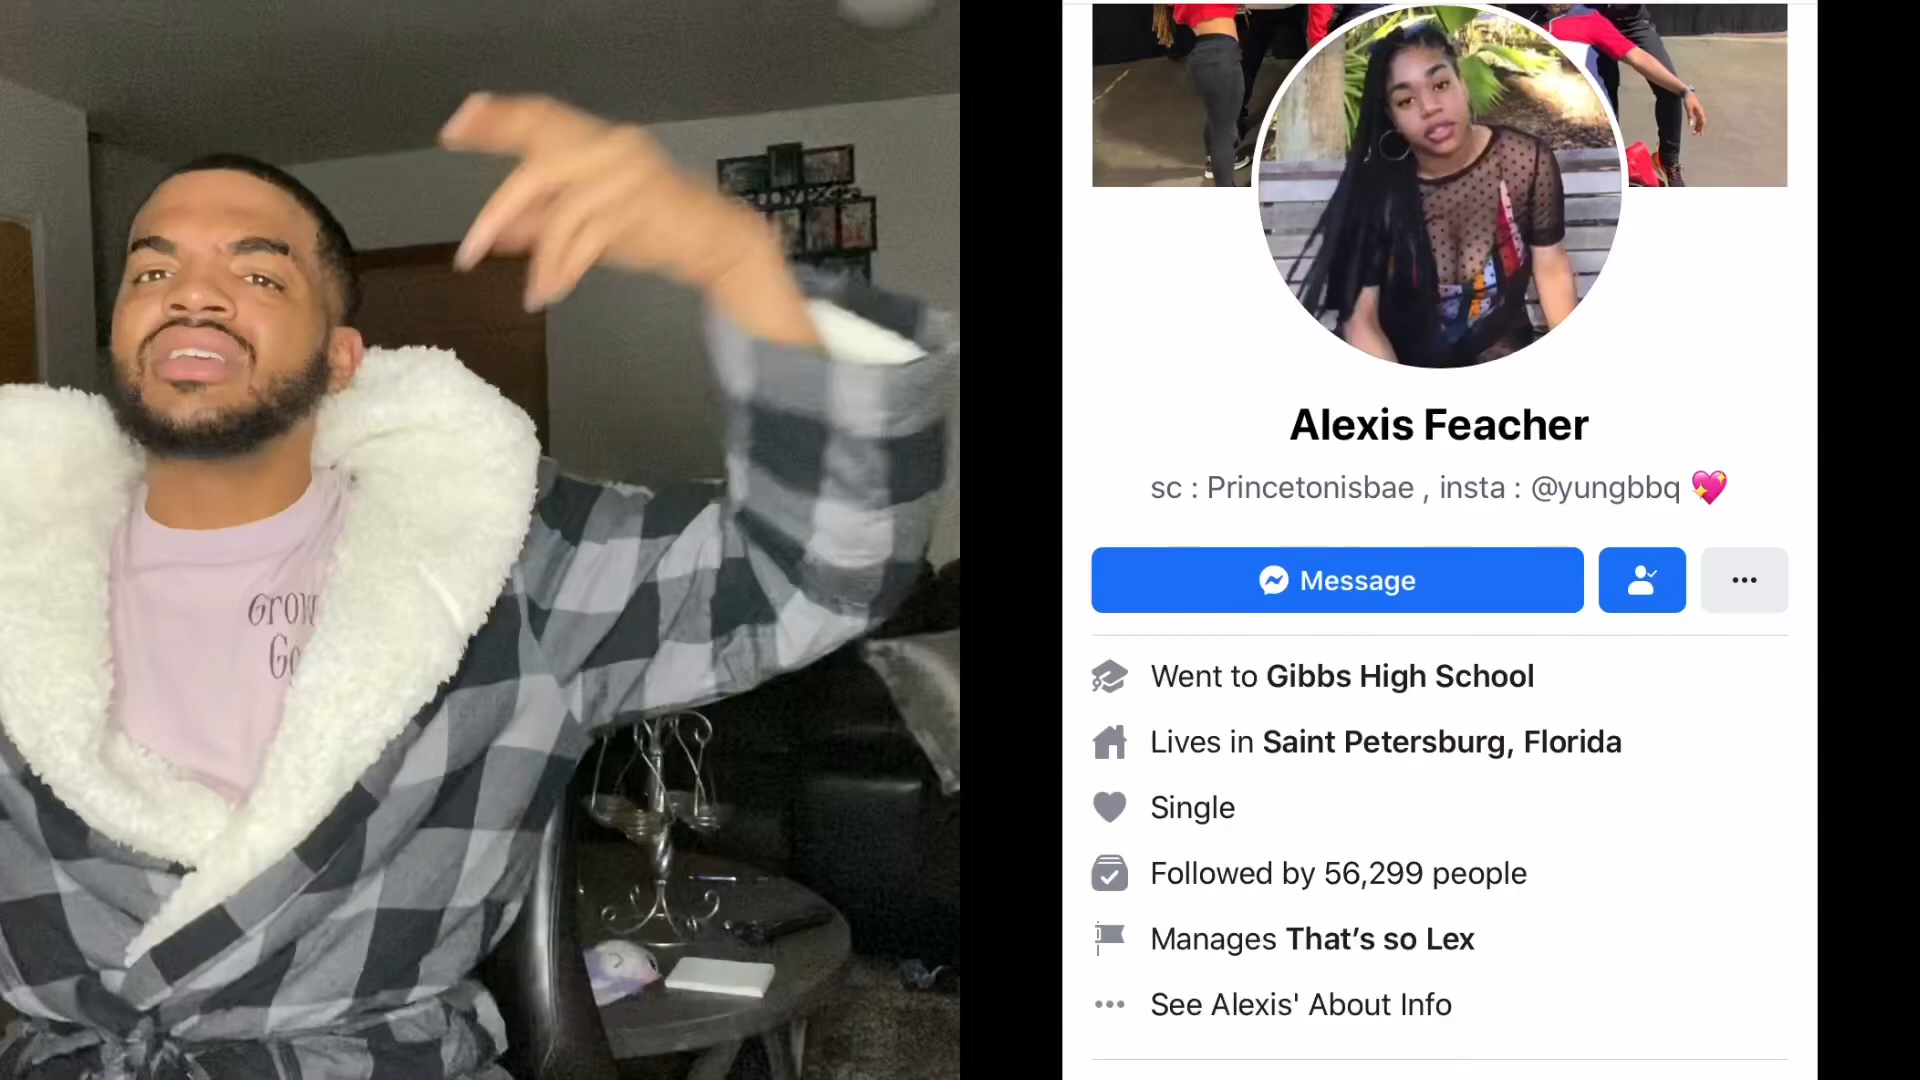 Grow
Alexis Feacher
sc : Princetonisbae , insta : @yungbbq 💖
Message
Went to Gibbs High School
Lives in Saint Petersburg, Florida
Single
Followed by 56,299 people
Manages That’s so Lex
See Alexis' About Info